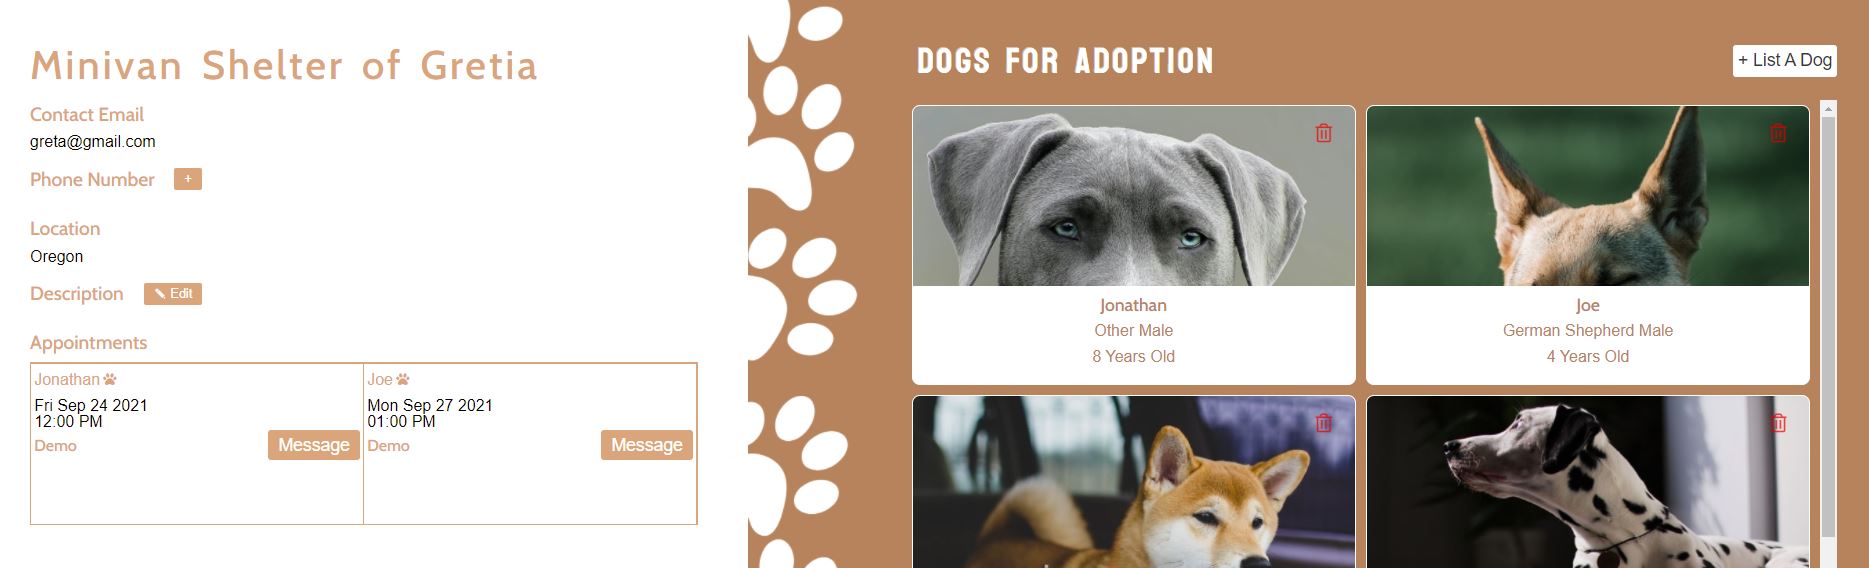 Minivan Shelter of Gretia
Contact Email
greta@gmail.com
Phone Number +
Location
Oregon
Description Edit
Appointments
Jonathan
Fri Sep 24 2021
12:00 PM
Demo Message
Joe
Mon Sep 27 2021
01:00 PM
Demo Message
DOGS FOR ADOPTION
+ List A Dog
Jonathan
Other Male
8 Years Old
Joe
German Shepherd Male
4 Years Old